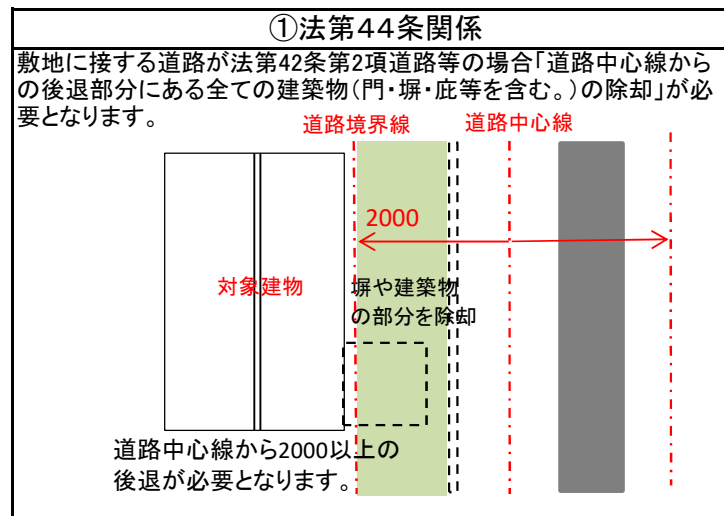 ①法第44条関係
敷地に接する道路が法第42条第2項道路等の場合「道路中心線から
の後退部分にある全ての建築物(門・塀・庇等を含む。)の除却」が必
要となります。
道路境界線
道路中心線
2000
対象建物
塀や建築物
の部分を除却
道路中心線から2000以上の
後退が必要となります。